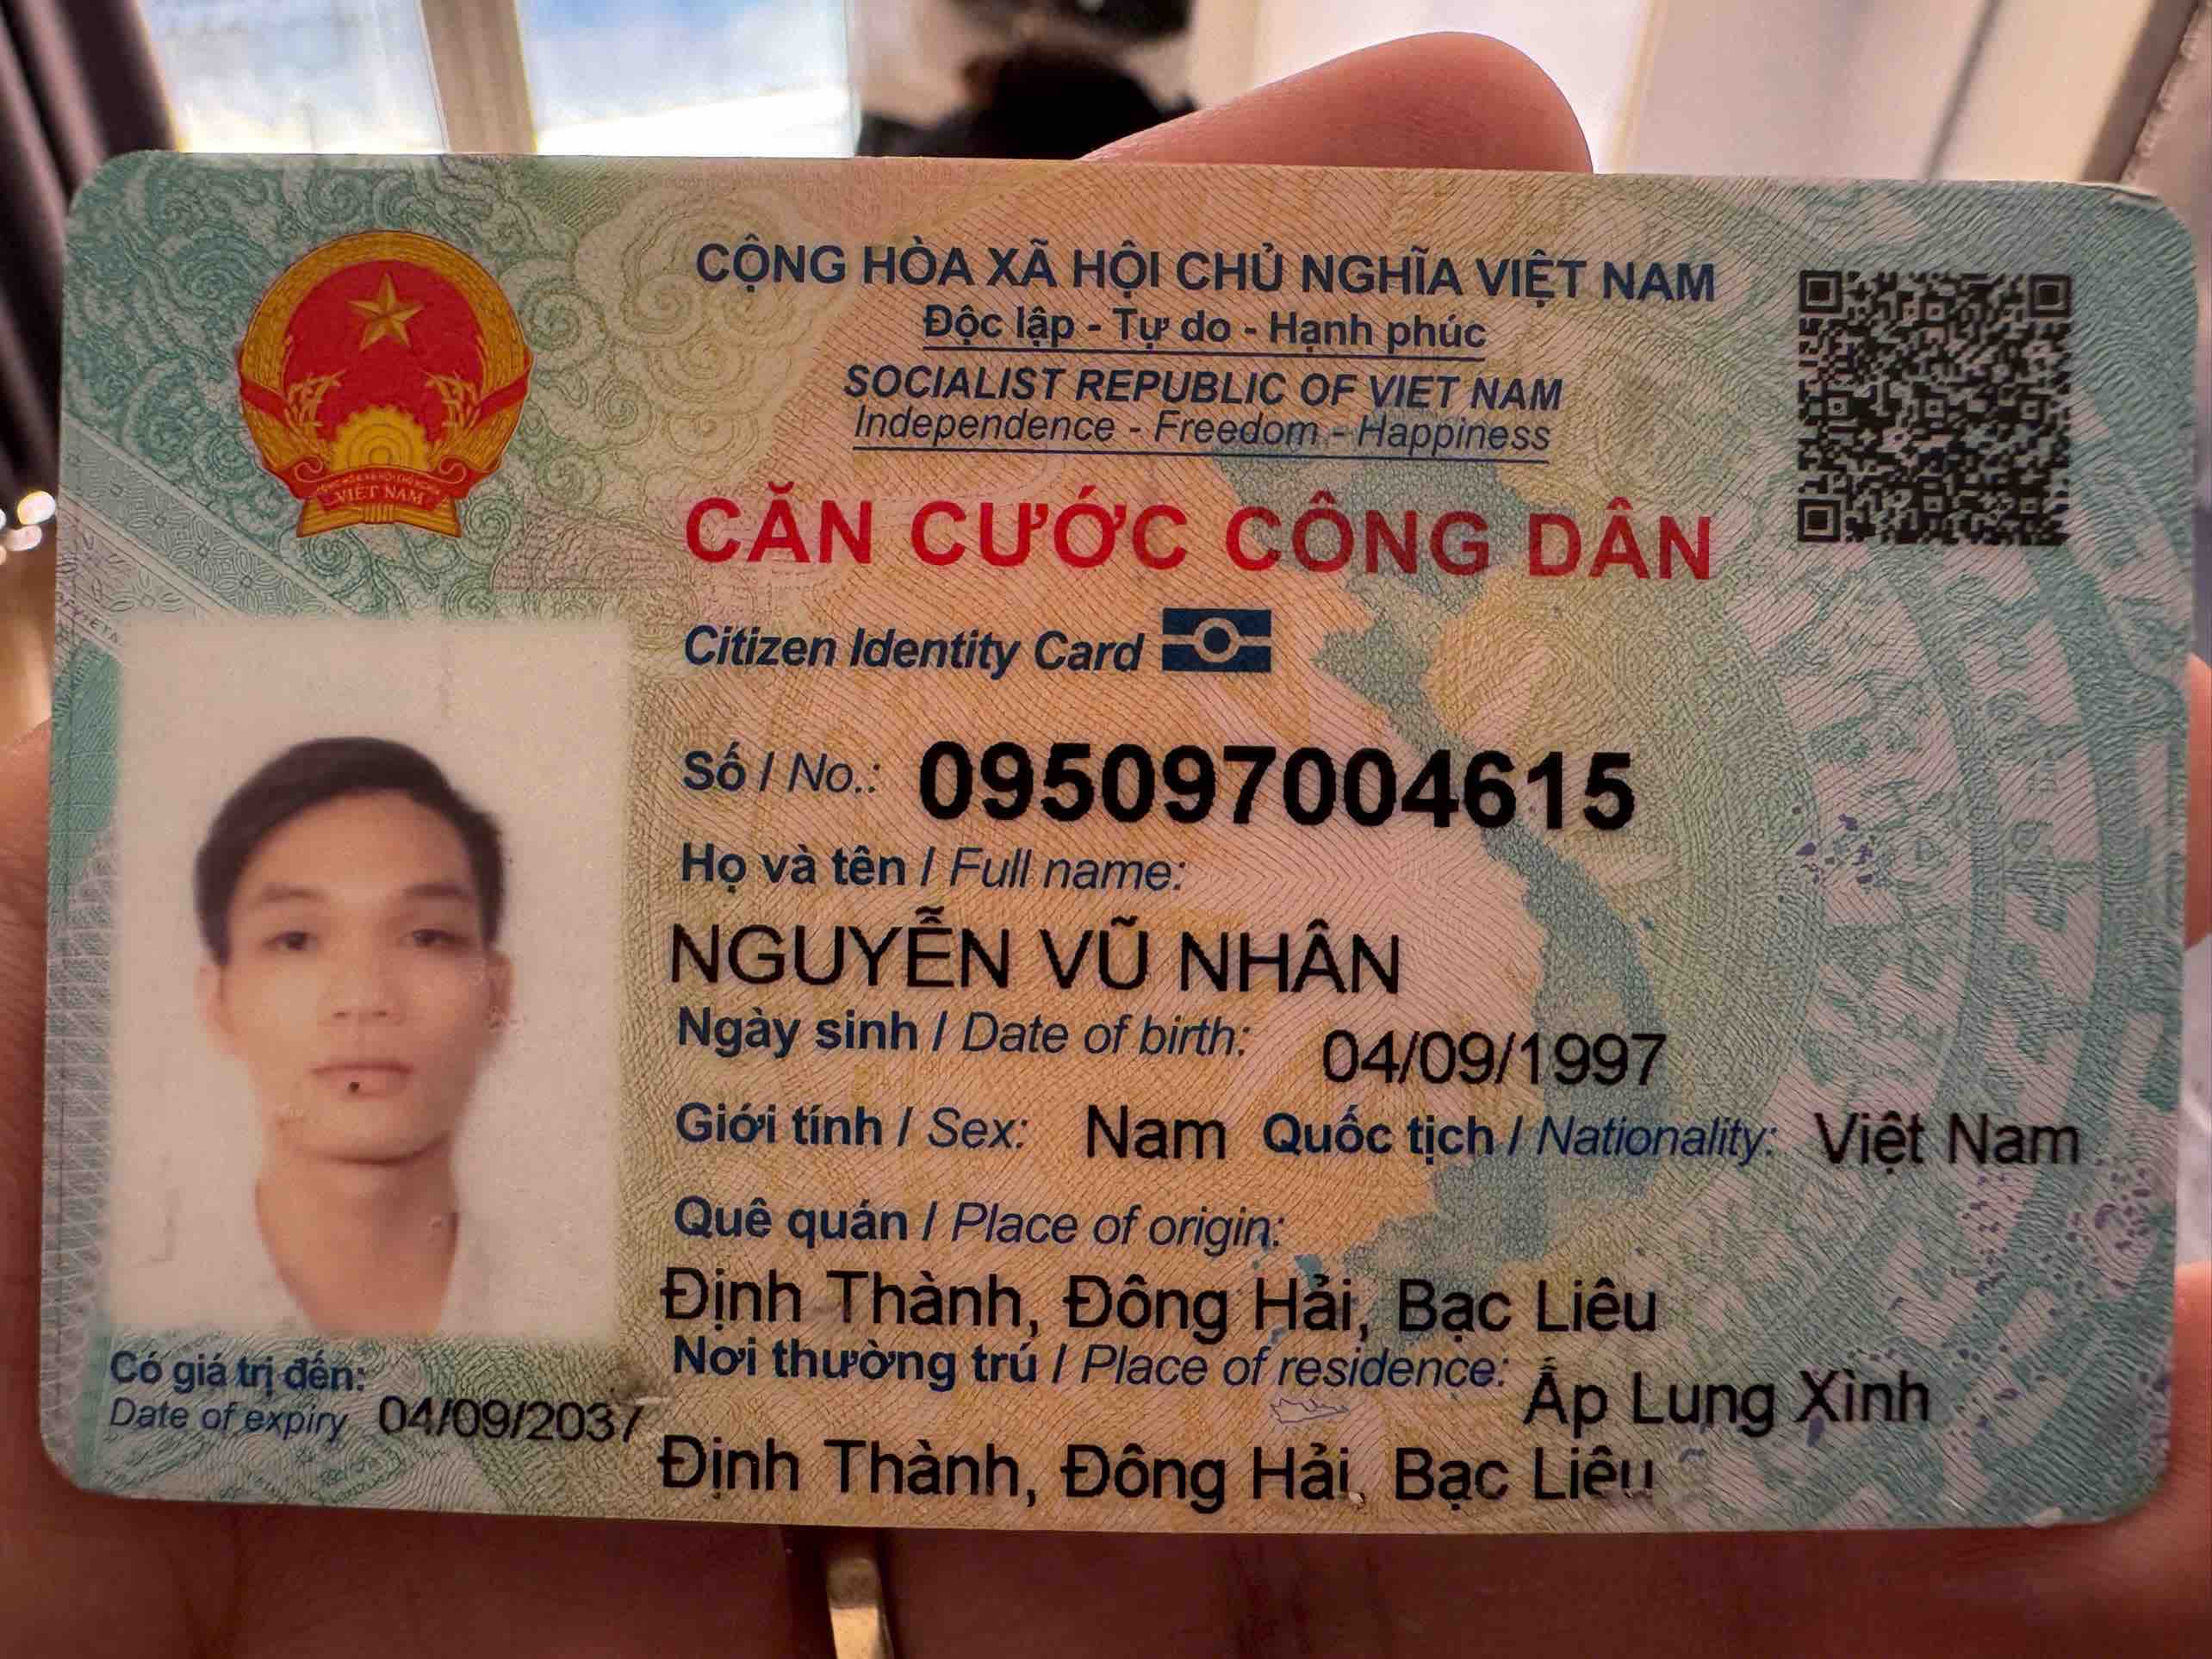 CỘNG HÒA XÃ HỘI CHỦ NGHĨA VIỆT NAM
Độc lập - Tự do - Hạnh phúc
SOCIALIST REPUBLIC OF VIET NAM
Independence - Freedom - Happiness
VIỆT NAM
CĂN CƯỚC CÔNG DÂN
Citizen Identity Card
Số / No.: 095097004615
Họ và tên / Full name:
NGUYỄN VŨ NHÂN
Ngày sinh / Date of birth: 04/09/1997
Giới tính / Sex: Nam Quốc tịch / Nationality: Việt Nam
Quê quán / Place of origin:
Định Thành, Đông Hải, Bạc Liêu
Nơi thường trú / Place of residence: Ấp Lung Xình
Định Thành, Đông Hải, Bạc Liêu
Có giá trị đến:
Date of expiry 04/09/2037